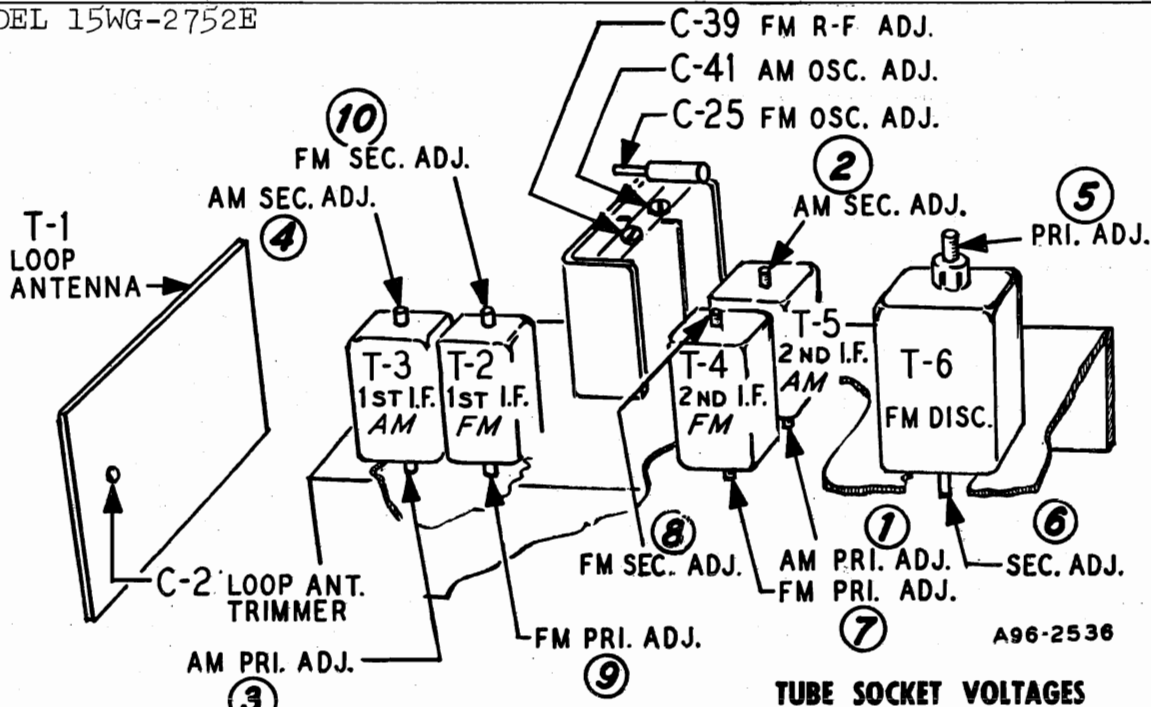 DEL 15WG-2752E
C-39 FM R-F ADJ.
C-41 AM OSC. ADJ.
C-25 FM OSC. ADJ.
10
FM SEC. ADJ.
2
AM SEC. ADJ.
4
AM SEC. ADJ.
5
PRI. ADJ.
T-1
LOOP
ANTENNA
T-3
1ST I.F.
AM
T-2
1ST I.F.
FM
T-4
2ND I.F.
FM
T-5
2ND I.F.
AM
T-6
FM DISC.
8
FM SEC. ADJ.
1
AM PRI. ADJ.
FM PRI. ADJ.
7
6
SEC. ADJ.
C-2 LOOP ANT.
TRIMMER
FM PRI. ADJ.
9
AM PRI. ADJ.
3
A96-2536
TUBE SOCKET VOLTAGES